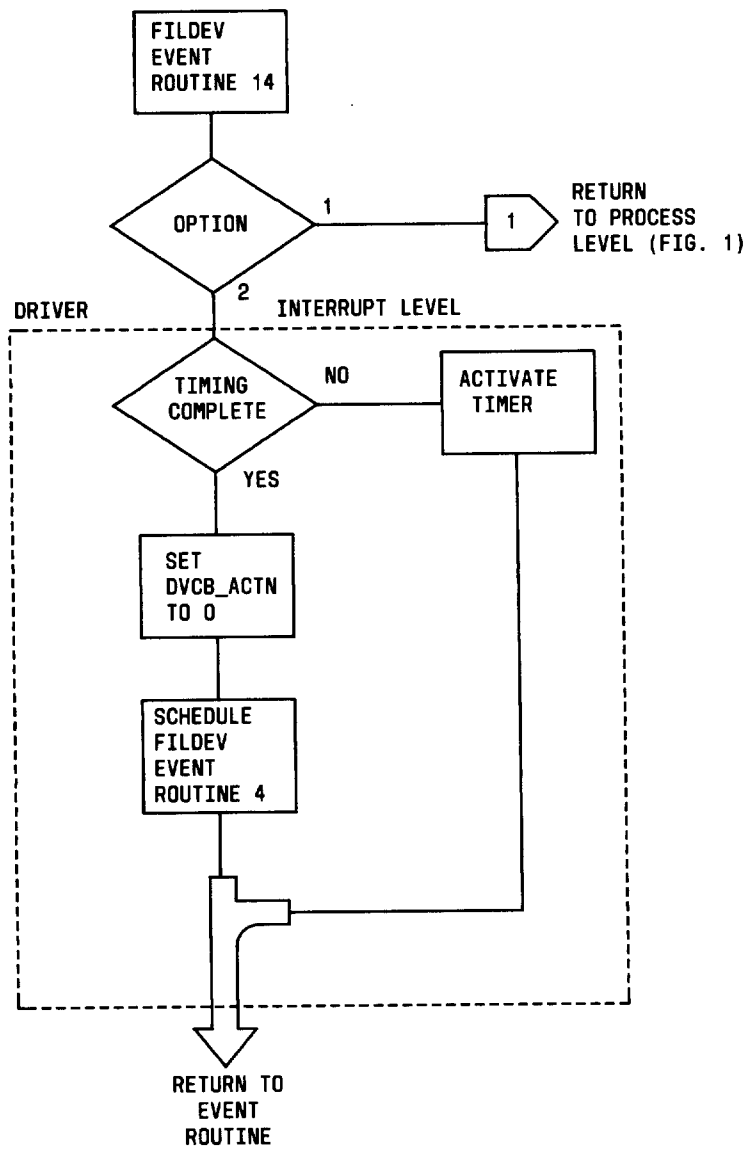 FILDEV
EVENT
ROUTINE 14
OPTION
1
1
RETURN
TO PROCESS
LEVEL (FIG. 1)
2
DRIVER
INTERRUPT LEVEL
TIMING
COMPLETE
NO
ACTIVATE
TIMER
YES
SET
DVCB_ACTN
TO 0
SCHEDULE
FILDEV
EVENT
ROUTINE 4
RETURN TO
EVENT
ROUTINE